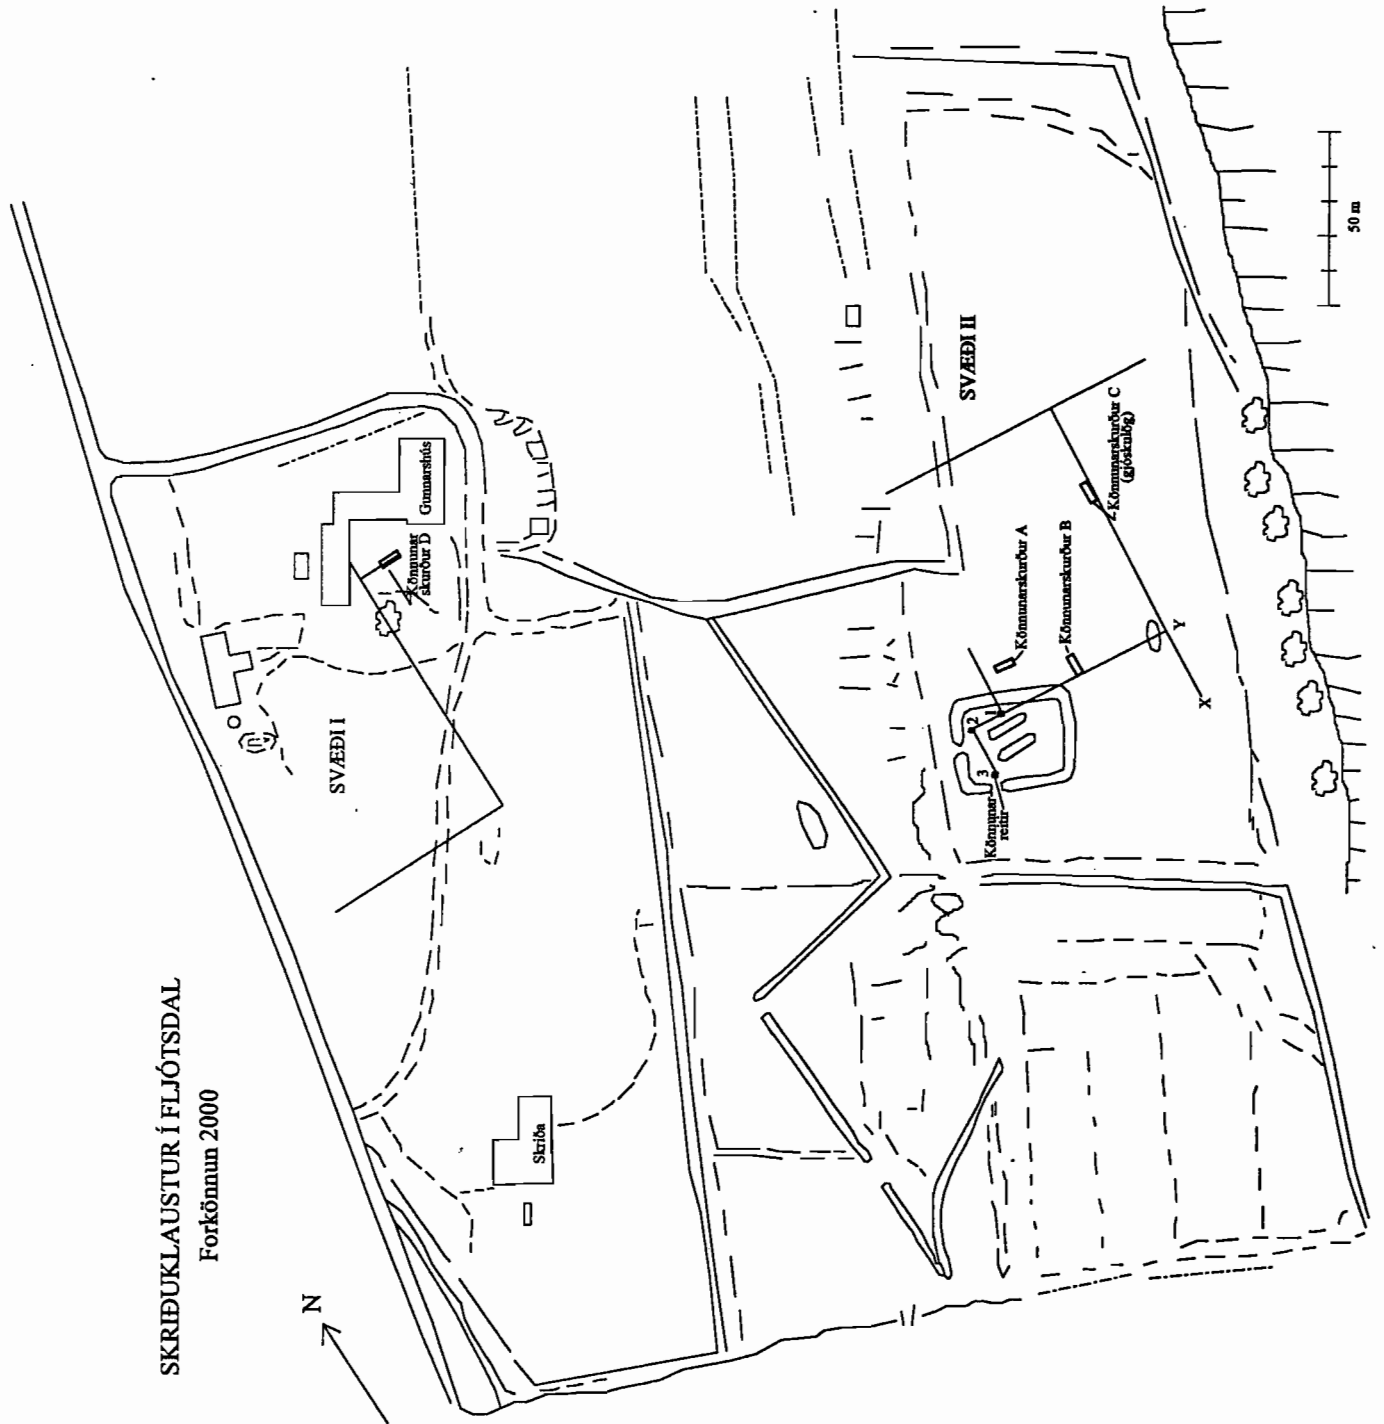 SKRIÐUKLAUSTUR Í FLJÓTSDAL
Forkönnun 2000
N
SVÆÐI I
Gunnarshús
Könnunar
skurður D
Skriða
SVÆÐI II
Könnunarskurður A
Könnunarskurður B
Könnunarskurður C
(gjóskulög)
1
2
3
Könnunar
reitir
X
Y
50 m